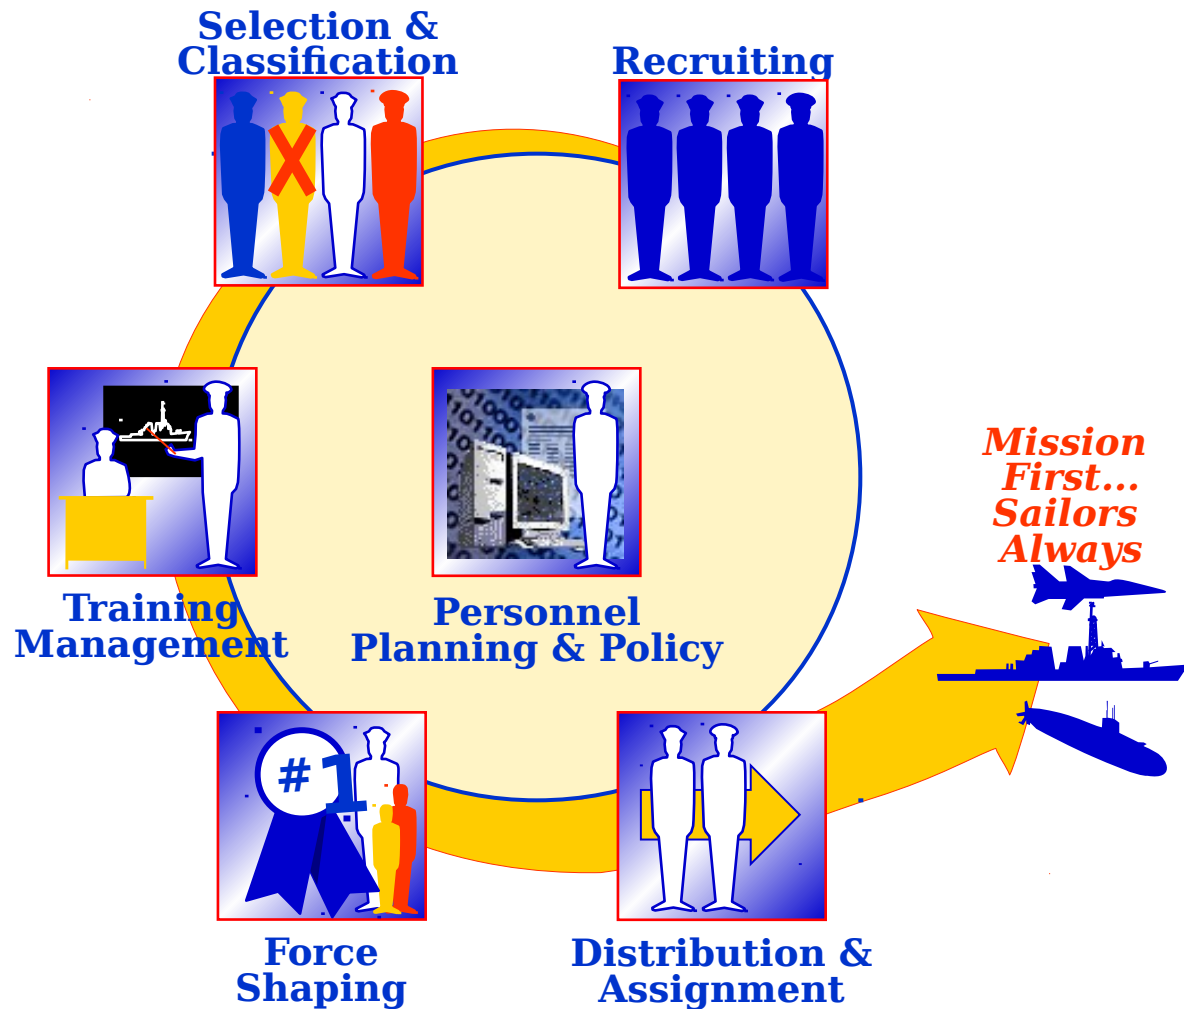 Selection &
Classification
Recruiting
Training
Management
Personnel
Planning & Policy
Mission
First...
Sailors
Always
#1
Force
Shaping
Distribution &
Assignment